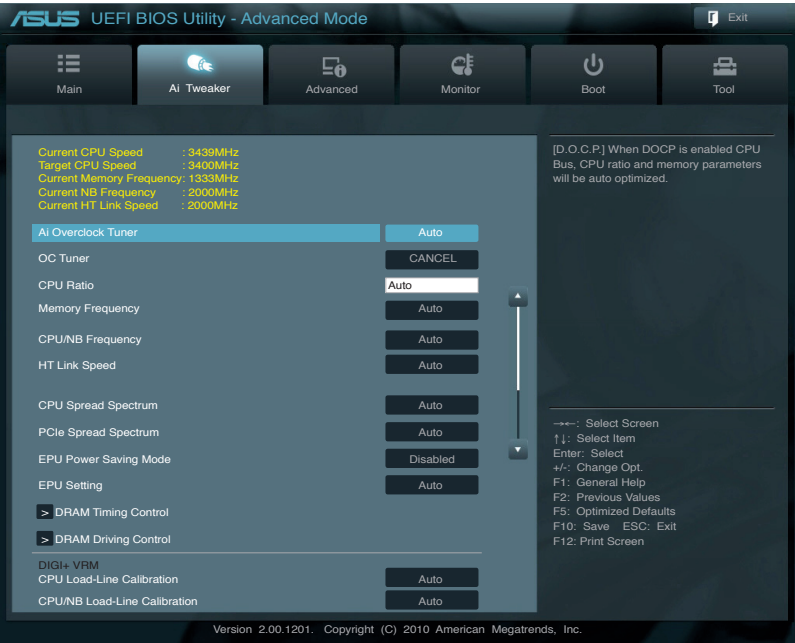 ASUS UEFI BIOS Utility - Advanced Mode
Exit
Main
Ai Tweaker
Advanced
Monitor
Boot
Tool
Current CPU Speed : 3439MHz
Target CPU Speed : 3400MHz
Current Memory Frequency: 1333MHz
Current NB Frequency : 2000MHz
Current HT Link Speed : 2000MHz
Ai Overclock Tuner Auto
OC Tuner CANCEL
CPU Ratio Auto
Memory Frequency Auto
CPU/NB Frequency Auto
HT Link Speed Auto
CPU Spread Spectrum Auto
PCIe Spread Spectrum Auto
EPU Power Saving Mode Disabled
EPU Setting Auto
> DRAM Timing Control
> DRAM Driving Control
DIGI+ VRM
CPU Load-Line Calibration Auto
CPU/NB Load-Line Calibration Auto
[D.O.C.P.] When DOCP is enabled CPU
Bus, CPU ratio and memory parameters
will be auto optimized.
→←: Select Screen
↑↓: Select Item
Enter: Select
+/-: Change Opt.
F1: General Help
F2: Previous Values
F5: Optimized Defaults
F10: Save ESC: Exit
F12: Print Screen
Version 2.00.1201. Copyright (C) 2010 American Megatrends, Inc.